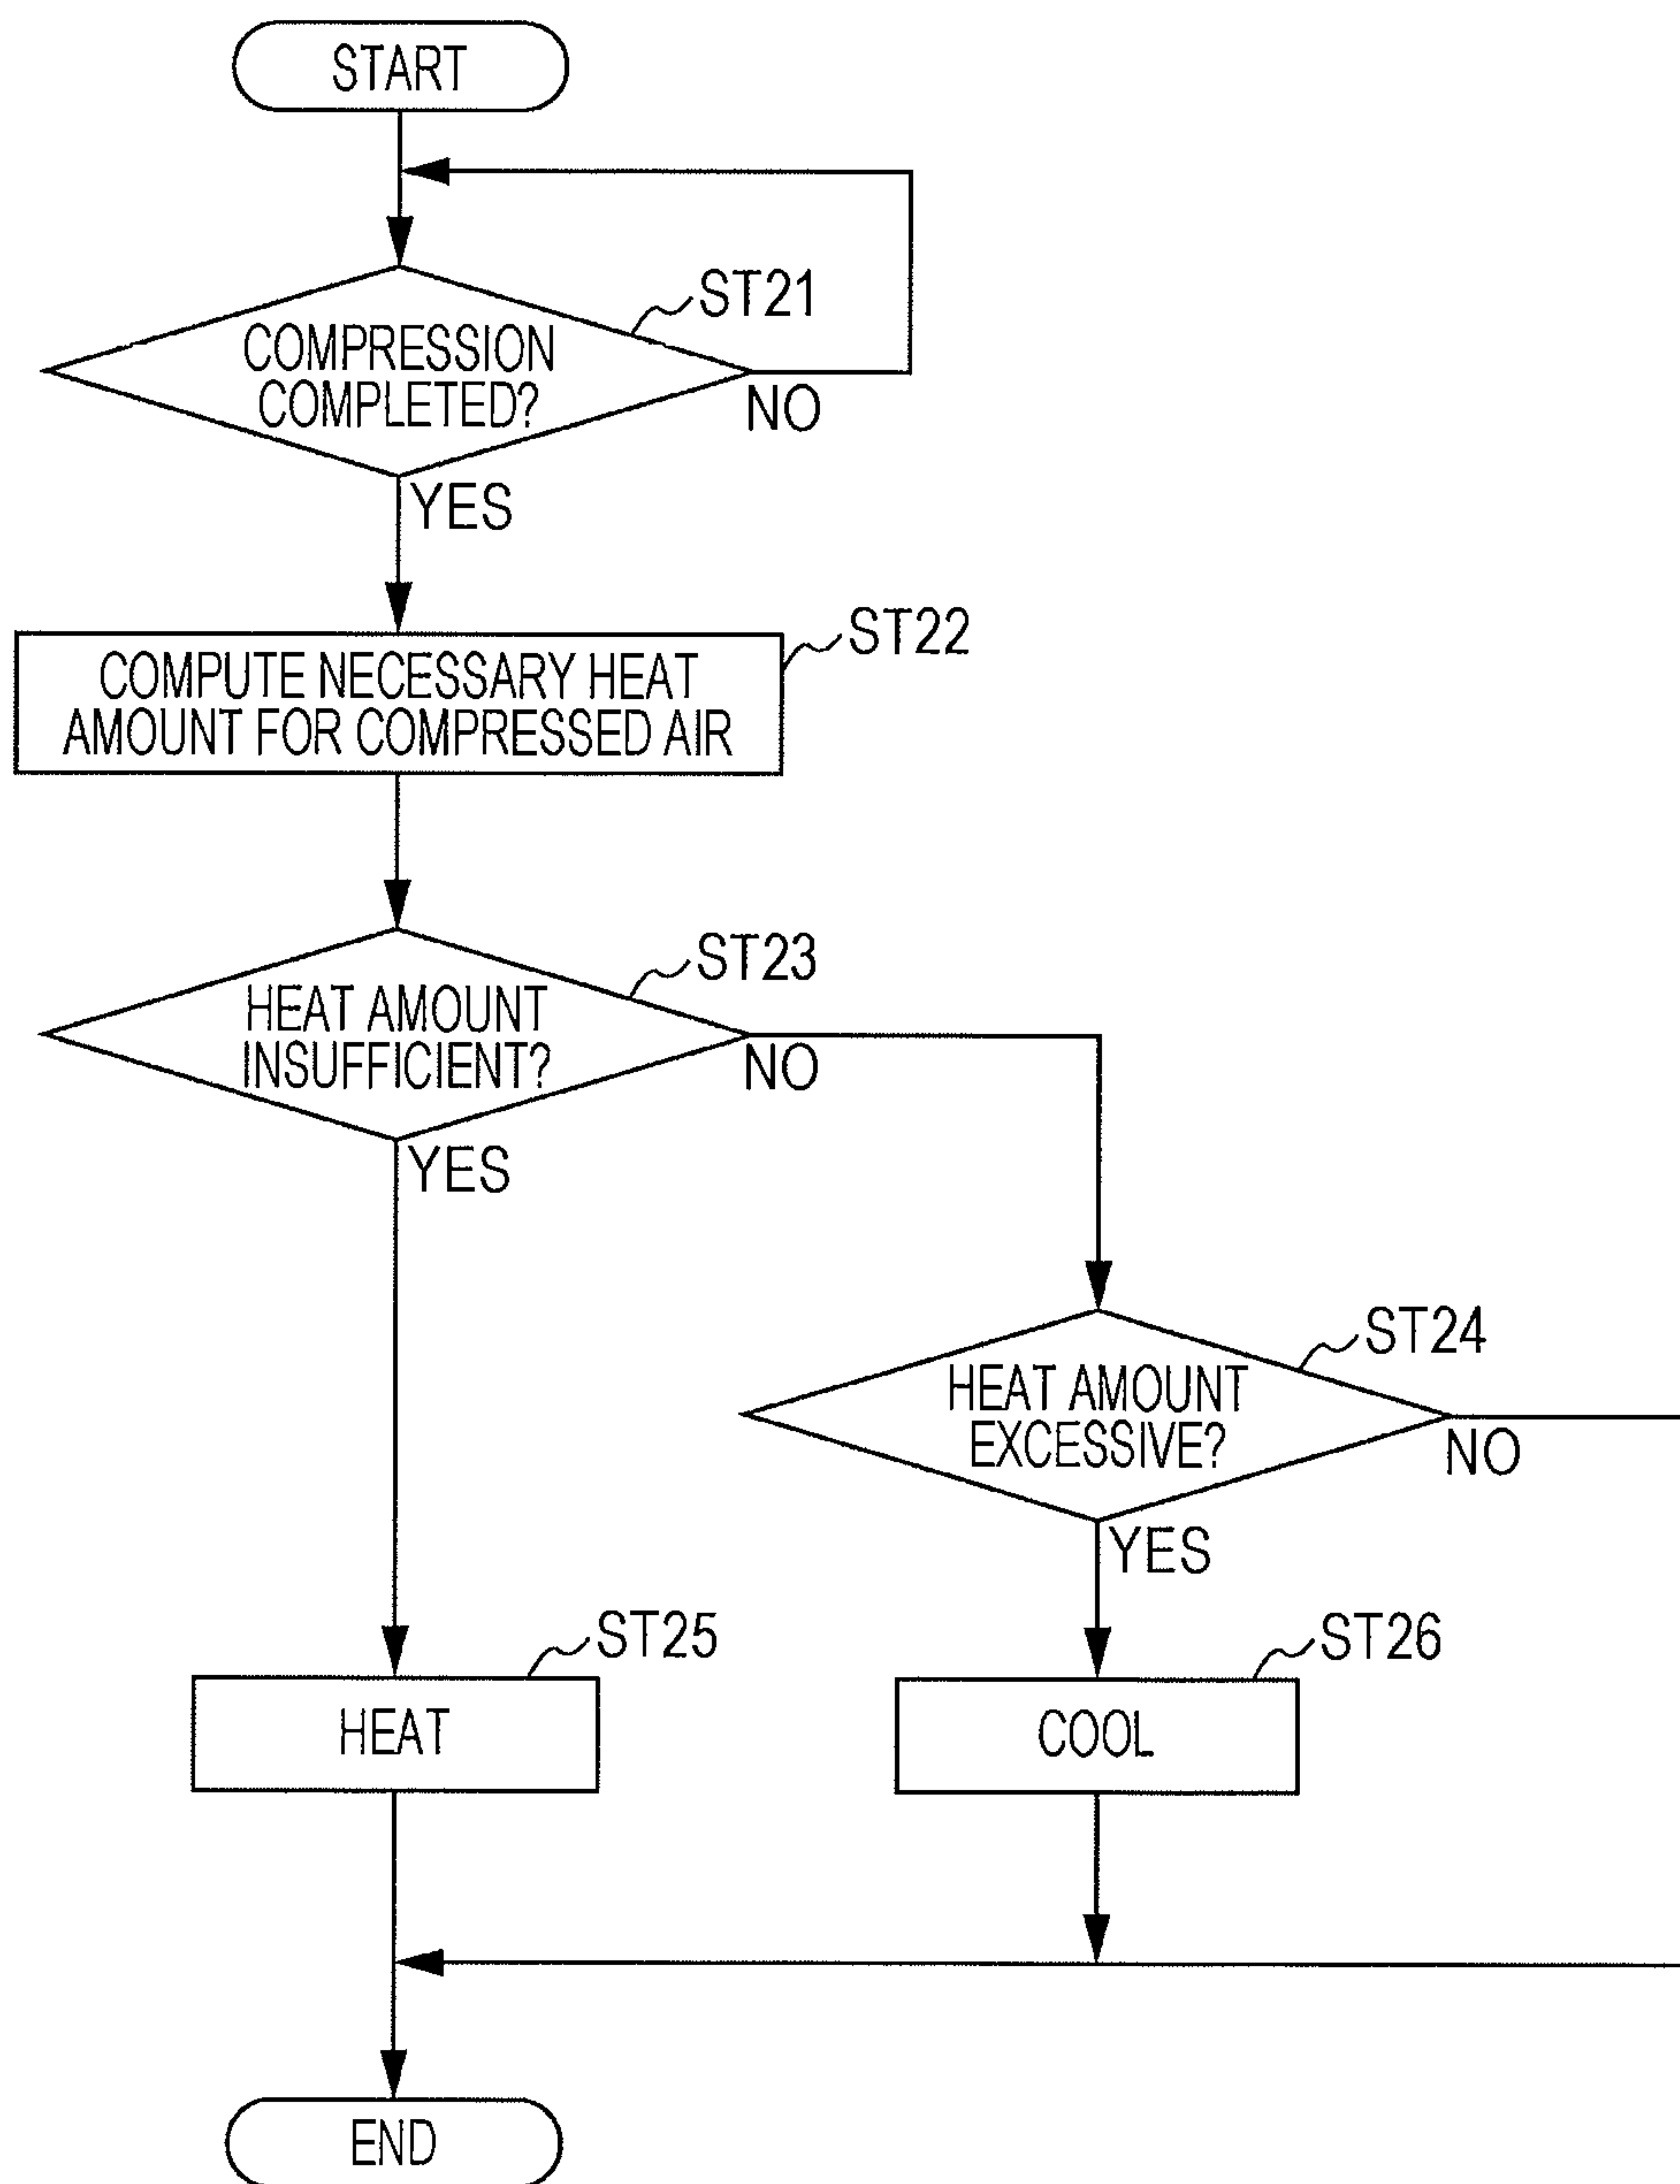 START
ST21
COMPRESSION
COMPLETED?
NO
YES
ST22
COMPUTE NECESSARY HEAT
AMOUNT FOR COMPRESSED AIR
ST23
HEAT AMOUNT
INSUFFICIENT?
NO
YES
ST24
HEAT AMOUNT
EXCESSIVE?
NO
YES
ST25
HEAT
ST26
COOL
END